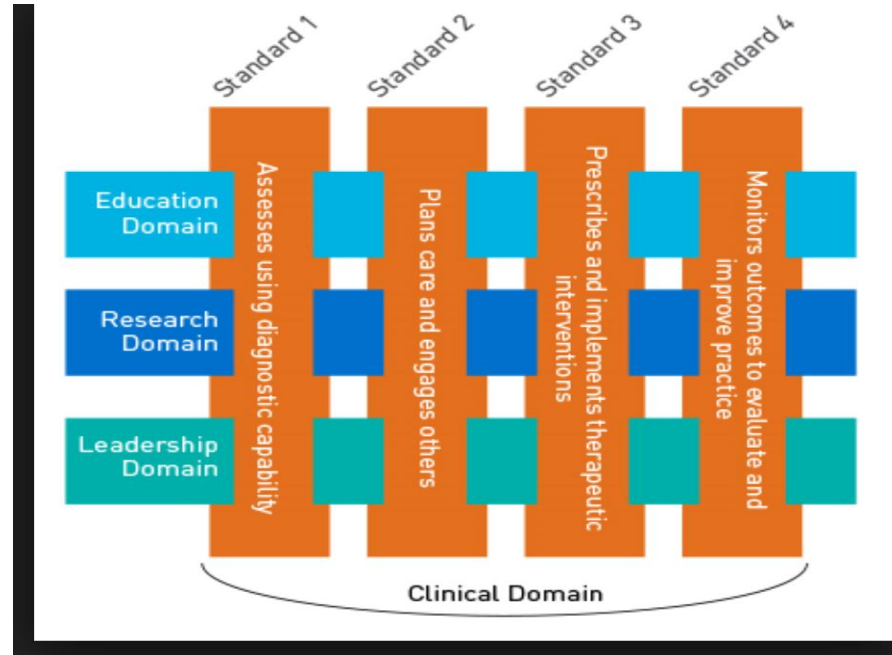 Standard 1
Standard 2
Standard 3
Standard 4
Education
Domain
Research
Domain
Leadership
Domain
Assesses using diagnostic capability
Plans care and engages others
Prescribes and implements therapeutic
interventions
Monitors outcomes to evaluate and
improve practice
Clinical Domain